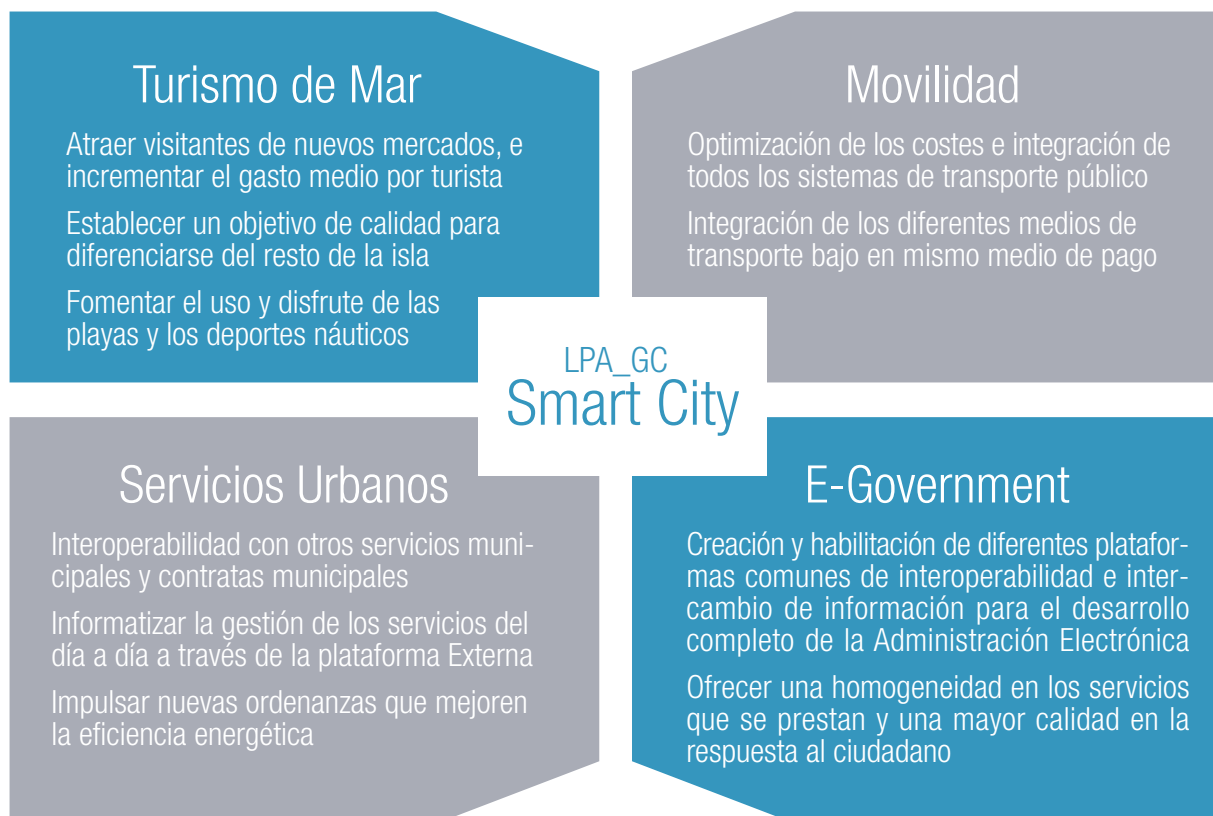 Turismo de Mar
Atraer visitantes de nuevos mercados, e
incrementar el gasto medio por turista
Establecer un objetivo de calidad para
diferenciarse del resto de la isla
Fomentar el uso y disfrute de las
playas y los deportes náuticos
Movilidad
Optimización de los costes e integración de
todos los sistemas de transporte público
Integración de los diferentes medios de
transporte bajo en mismo medio de pago
LPA_GC
Smart City
Servicios Urbanos
Interoperabilidad con otros servicios muni-
cipales y contratas municipales
Informatizar la gestión de los servicios del
día a día a través de la plataforma Externa
Impulsar nuevas ordenanzas que mejoren
la eficiencia energética
E-Government
Creación y habilitación de diferentes platafor-
mas comunes de interoperabilidad e inter-
cambio de información para el desarrollo
completo de la Administración Electrónica
Ofrecer una homogeneidad en los servicios
que se prestan y una mayor calidad en la
respuesta al ciudadano